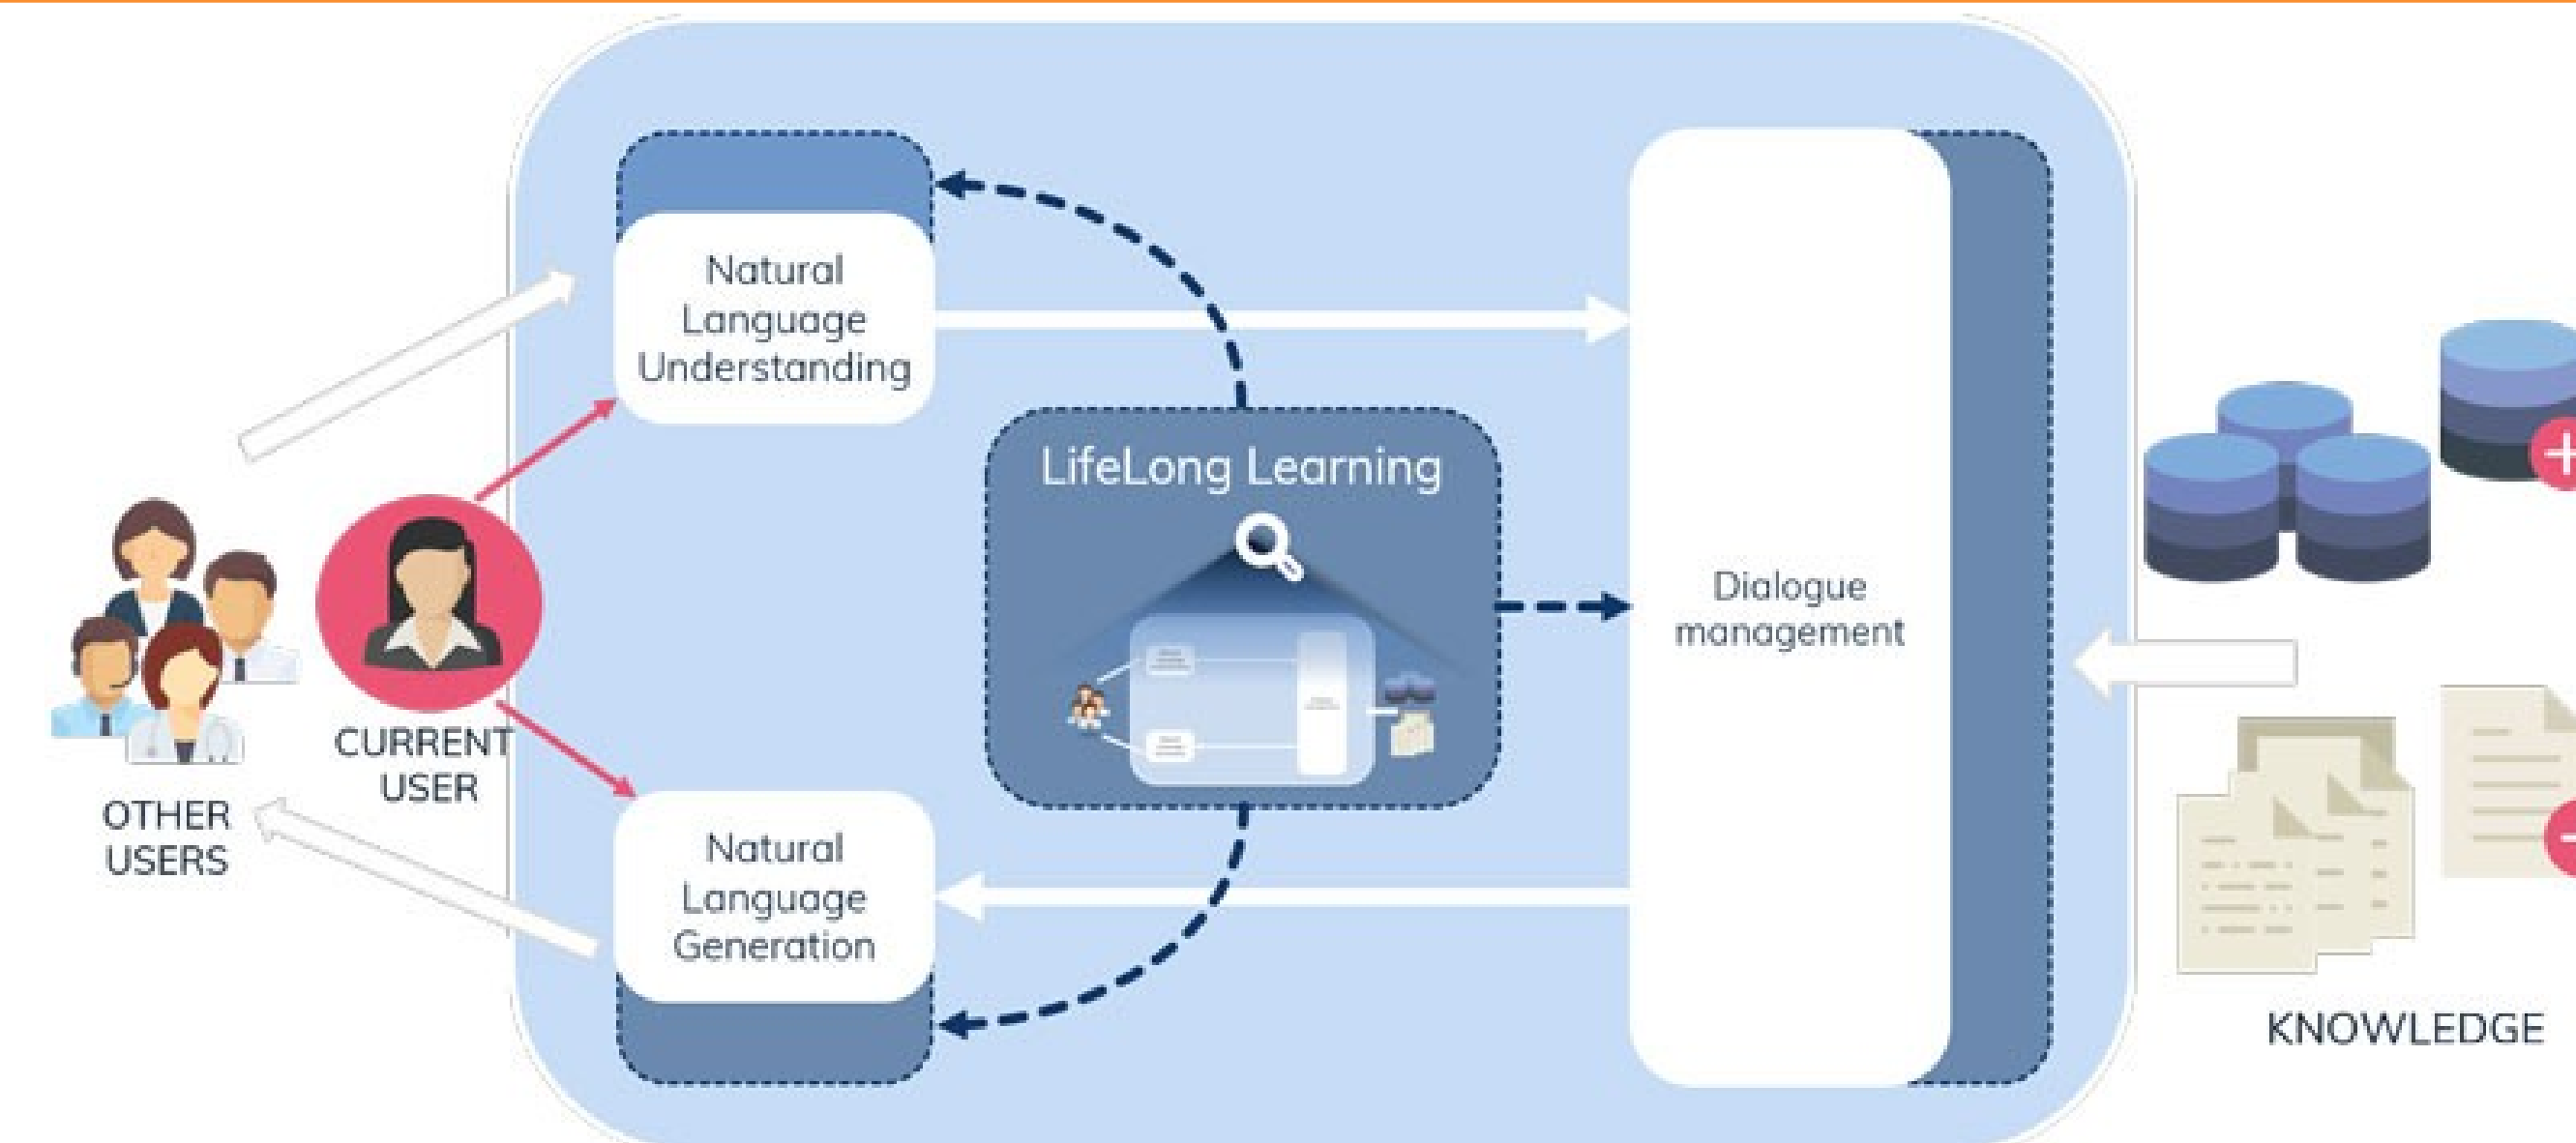 Natural
Language
Understanding
LifeLong Learning
Dialogue
management
CURRENT
USER
OTHER
USERS
Natural
Language
Generation
KNOWLEDGE